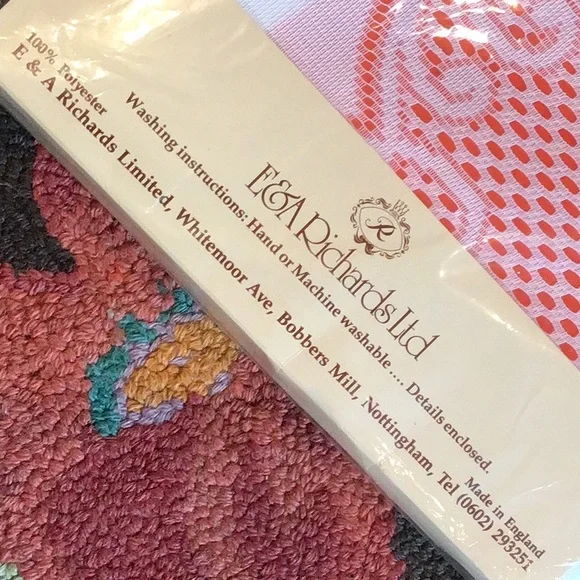 R
E&A Richards Ltd
Washing instructions: Hand or Machine washable .... Details enclosed.
100% Polyester
Made in England
E & A Richards Limited, Whitemoor Ave, Bobbers Mill, Nottingham, Tel (0602) 293251